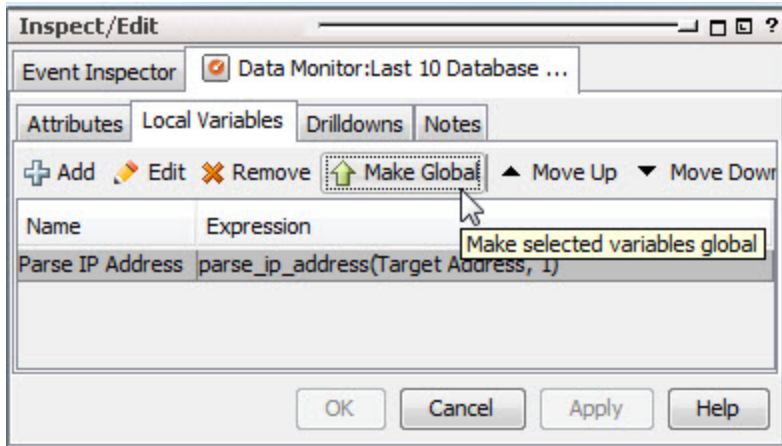 Inspect/Edit ?
Event Inspector Data Monitor:Last 10 Database ...
Attributes Local Variables Drilldowns Notes
Add Edit Remove Make Global Move Up Move Down
Name Expression
Make selected variables global
Parse IP Address parse_ip_address(Target Address, 1)
OK Cancel Apply Help